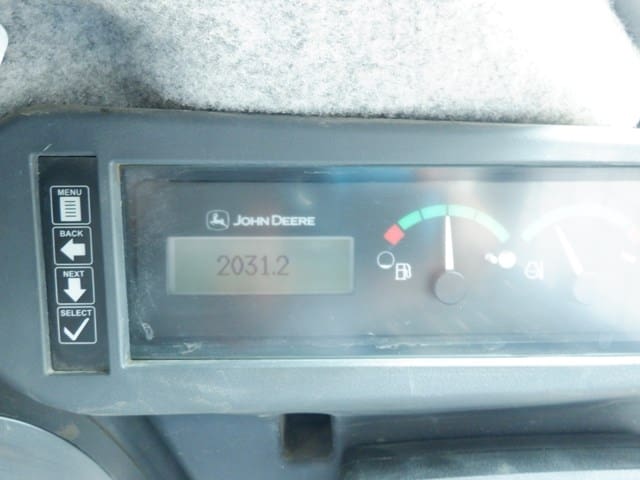 MENU
BACK
NEXT
SELECT
JOHN DEERE
2031.2